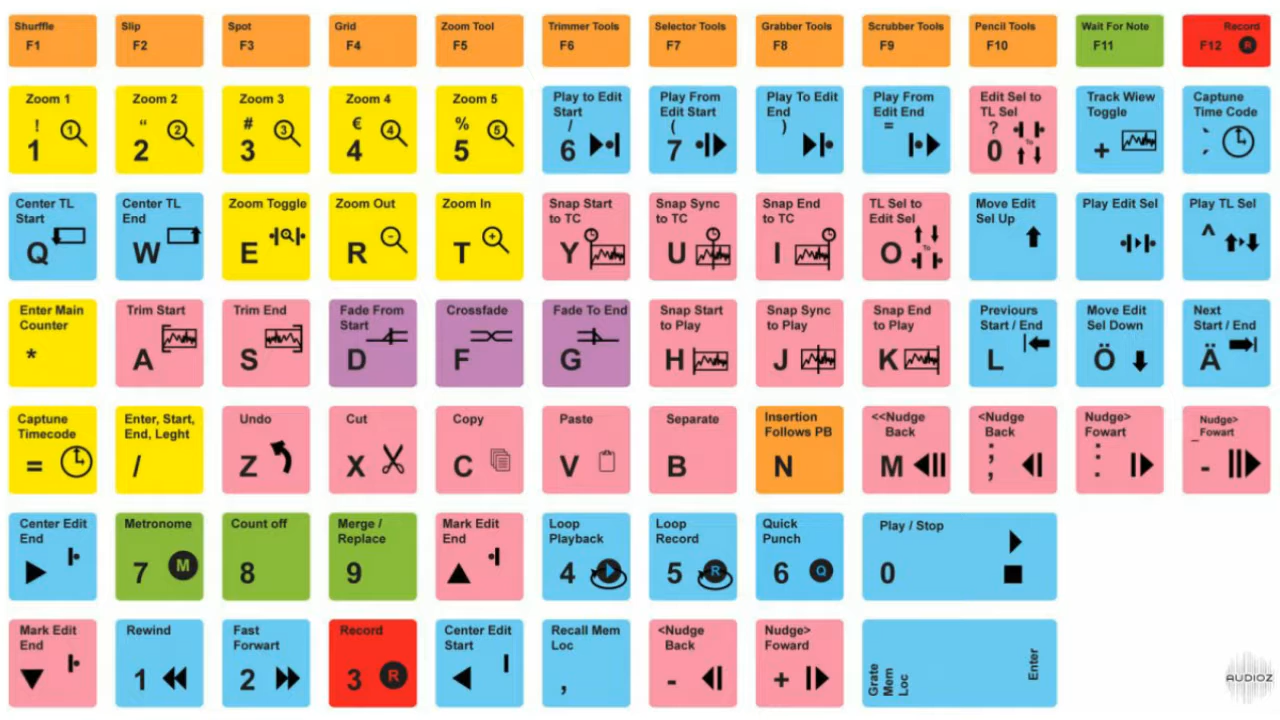 Shurffle
F1
Slip
F2
Spot
F3
Grid
F4
Zoom Tool
F5
Trimmer Tools
F6
Selector Tools
F7
Grabber Tools
F8
Scrubber Tools
F9
Pencil Tools
F10
Wait For Note
F11
Record
F12 R
Zoom 1
!
1 1
Zoom 2
“
2 2
Zoom 3
#
3 3
Zoom 4
€
4 4
Zoom 5
%
5 5
Play to Edit
Start
/
6
Play From
Edit Start
(
7
Play To Edit
End
)
Play From
Edit End
=
Edit Sel to
TL Sel
?
0 To
Track Wiew
Toggle
+
Captune
Time Code
Center TL
Start
Q
Center TL
End
W
Zoom Toggle
E
Zoom Out
R
Zoom In
T
Snap Start
to TC
Y
Snap Sync
to TC
U
Snap End
to TC
I
TL Sel to
Edit Sel
O To
Move Edit
Sel Up
Play Edit Sel
Play TL Sel
^
Enter Main
Counter
*
Trim Start
A
Trim End
S
Fade From
Start
D
Crossfade
F
Fade To End
G
Snap Start
to Play
H
Snap Sync
to Play
J
Snap End
to Play
K
Previours
Start / End
L
Move Edit
Sel Down
Ö
Next
Start / End
Ä
Captune
Timecode
=
Enter, Start,
End, Leght
/
Undo
Z
Cut
X
Copy
C
Paste
V
Separate
B
Insertion
Follows PB
N
<<Nudge
Back
M
<Nudge
Back
;
,
Nudge>
Fowart
:
.
Nudge>
Fowart
_
-
Center Edit
End
Metronome
7 M
Count off
8
Merge /
Replace
9
Mark Edit
End
Loop
Playback
4
Loop
Record
5 R
Quick
Punch
6 Q
Play / Stop
0
Mark Edit
End
Rewind
1
Fast
Forwart
2
Record
3 R
Center Edit
Start
Recall Mem
Loc
,
<Nudge
Back
-
Nudge>
Foward
+
Grate
Mem
Loc
Enter
AUDIOZ